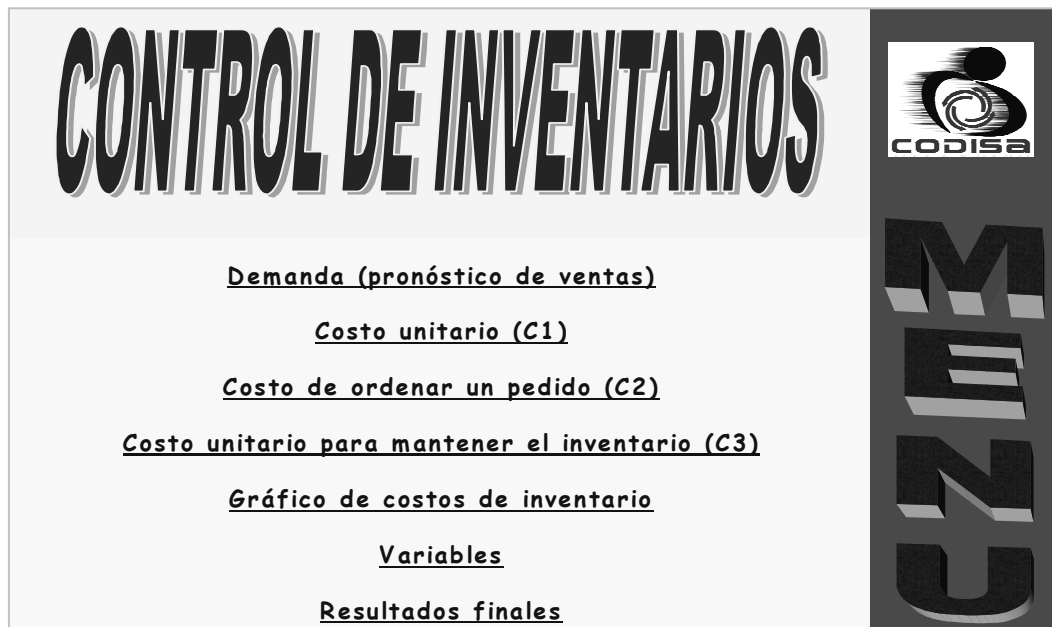 CONTROL DE INVENTARIOS
CODISA
Demanda (pronóstico de ventas)
Costo unitario (C1)
Costo de ordenar un pedido (C2)
Costo unitario para mantener el inventario (C3)
Gráfico de costos de inventario
Variables
Resultados finales
MENU